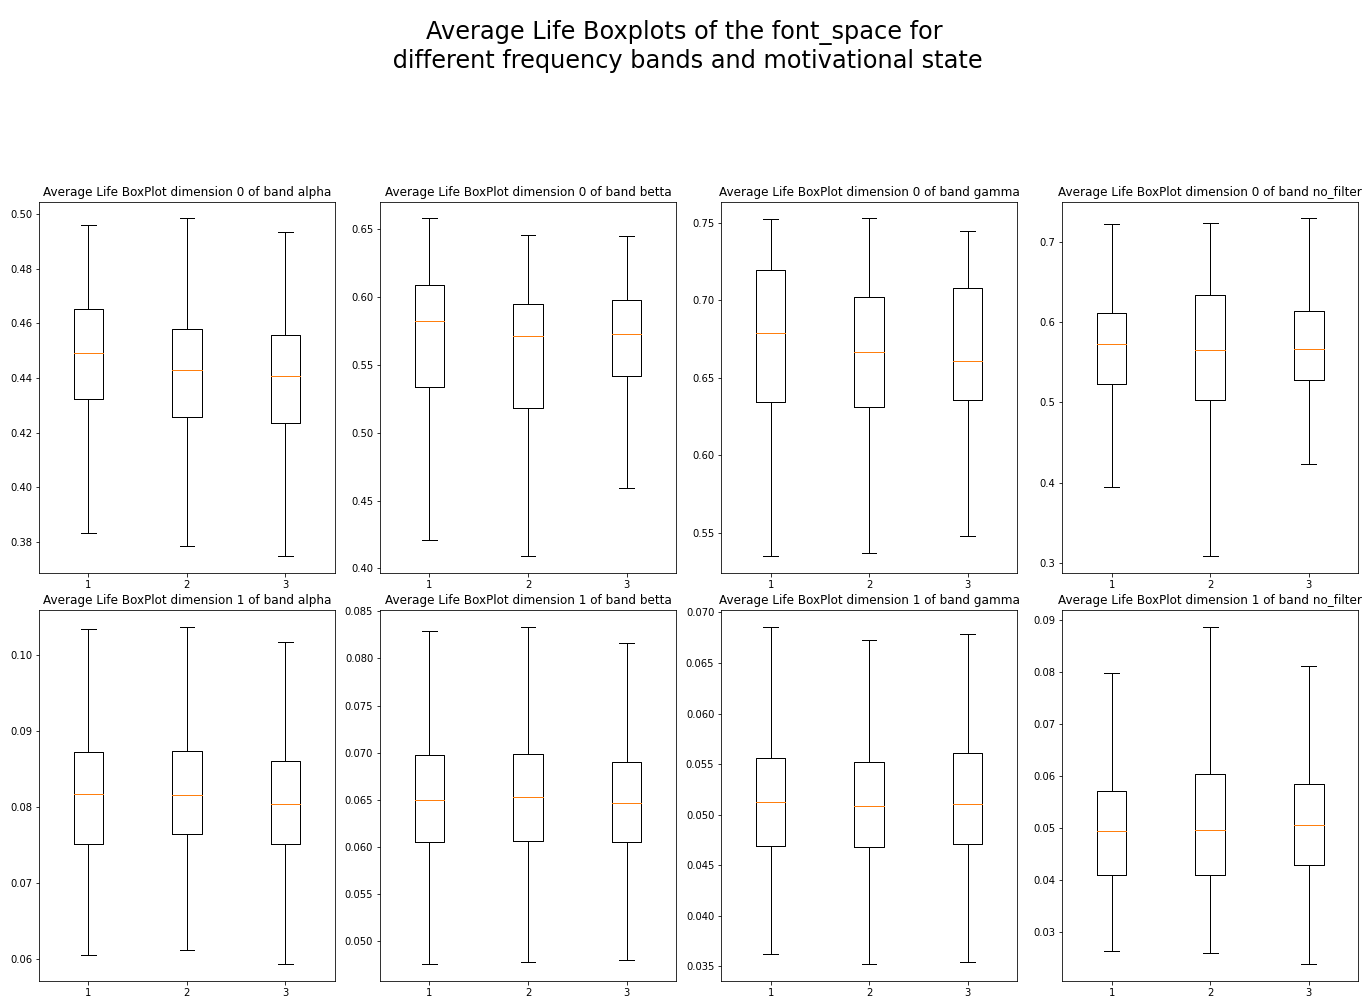 Average Life Boxplots of the font_space for
different frequency bands and motivational state
Average Life BoxPlot dimension 0 of band alpha
0.50
0.48
0.46
0.44
0.42
0.40
0.38
1 2 3
Average Life BoxPlot dimension 0 of band betta
0.65
0.60
0.55
0.50
0.45
0.40
1 2 3
Average Life BoxPlot dimension 0 of band gamma
0.75
0.70
0.65
0.60
0.55
1 2 3
Average Life BoxPlot dimension 0 of band no_filter
0.7
0.6
0.5
0.4
0.3
1 2 3
Average Life BoxPlot dimension 1 of band alpha
0.10
0.09
0.08
0.07
0.06
1 2 3
Average Life BoxPlot dimension 1 of band betta
0.085
0.080
0.075
0.070
0.065
0.060
0.055
0.050
1 2 3
Average Life BoxPlot dimension 1 of band gamma
0.070
0.065
0.060
0.055
0.050
0.045
0.040
0.035
1 2 3
Average Life BoxPlot dimension 1 of band no_filter
0.09
0.08
0.07
0.06
0.05
0.04
0.03
1 2 3